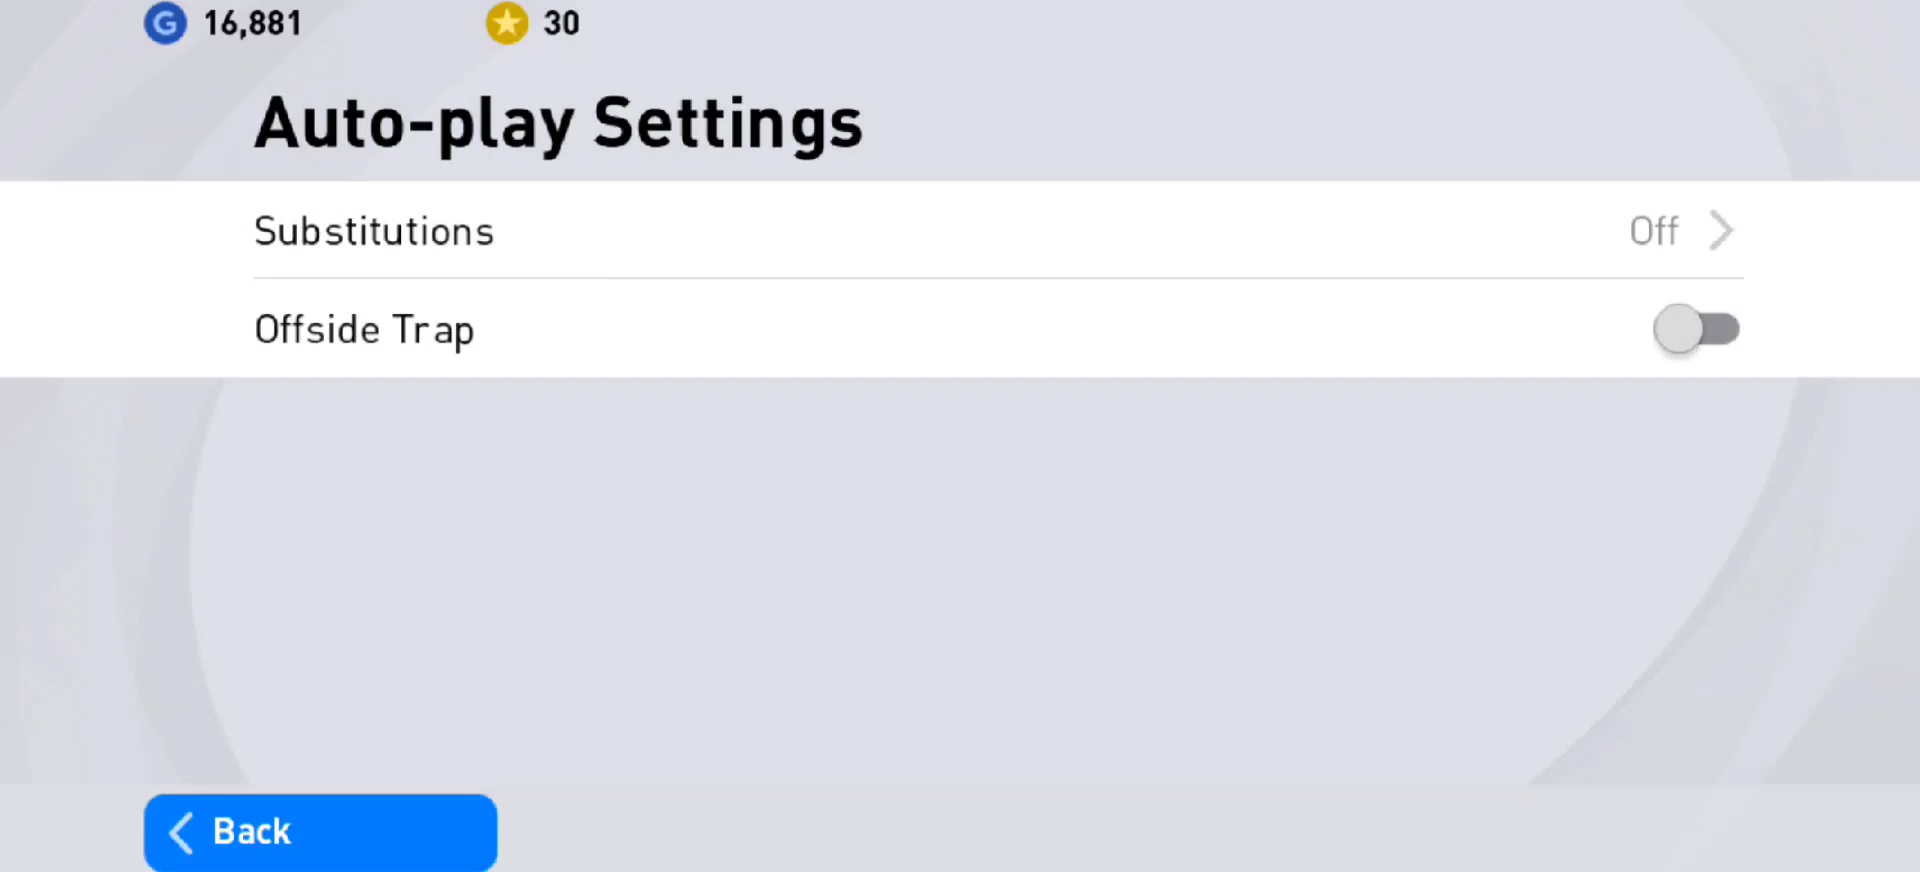 G 16,881 30
Auto-play Settings
Substitutions Off
Offside Trap
Back